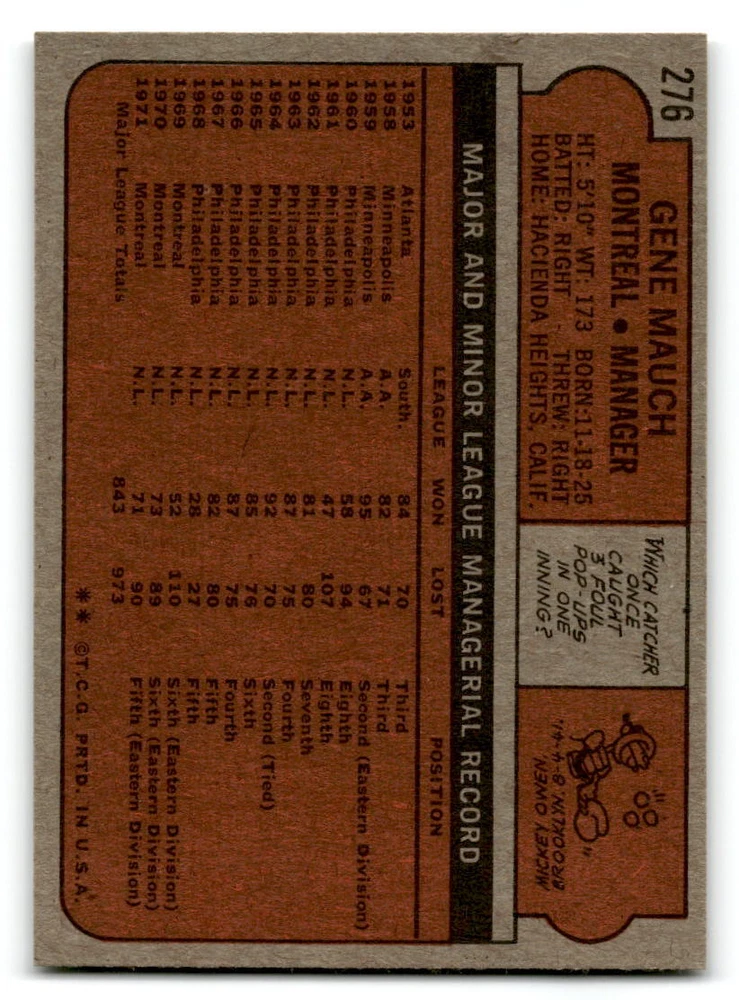 276
GENE MAUCH
MONTREAL • MANAGER
HT: 5'10" WT: 173 BORN: 11-18-25
BATTED: RIGHT - THREW: RIGHT
HOME: HACIENDA HEIGHTS, CALIF.
WHICH CATCHER
ONCE
CAUGHT
3 FOUL
POP-UPS
IN ONE
INNING?
MICKEY OWEN,
BROOKLYN 8-4-41.
MAJOR AND MINOR LEAGUE MANAGERIAL RECORD
LEAGUE WON LOST POSITION
1953 Atlanta South. 84 70 Third
1958 Minneapolis A.A. 82 71 Third
1959 Minneapolis A.A. 95 67 Second (Eastern Division)
1960 Philadelphia N.L. 58 94 Eighth
1961 Philadelphia N.L. 47 107 Eighth
1962 Philadelphia N.L. 81 80 Seventh
1963 Philadelphia N.L. 87 75 Fourth
1964 Philadelphia N.L. 92 70 Second (Tied)
1965 Philadelphia N.L. 85 76 Sixth
1966 Philadelphia N.L. 87 75 Fourth
1967 Philadelphia N.L. 82 80 Fifth
1968 Philadelphia N.L. 28 27 Fifth
1969 Montreal N.L. 52 110 Sixth (Eastern Division)
1970 Montreal N.L. 73 89 Sixth (Eastern Division)
1971 Montreal N.L. 71 90 Fifth (Eastern Division)
Major League Totals 843 973
** ©T.C.G. PRTD. IN U.S.A.